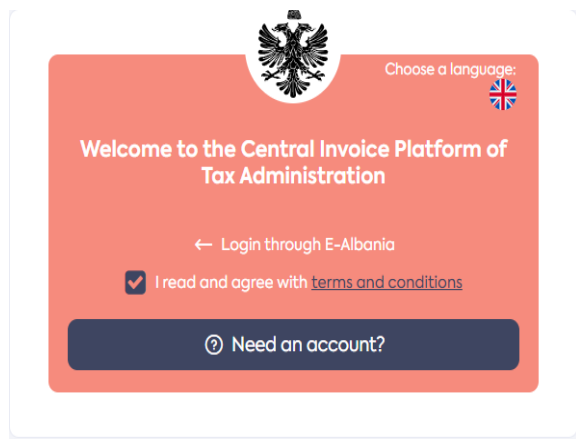 Choose a language:
Welcome to the Central Invoice Platform of
Tax Administration
← Login through E-Albania
I read and agree with terms and conditions
Need an account?